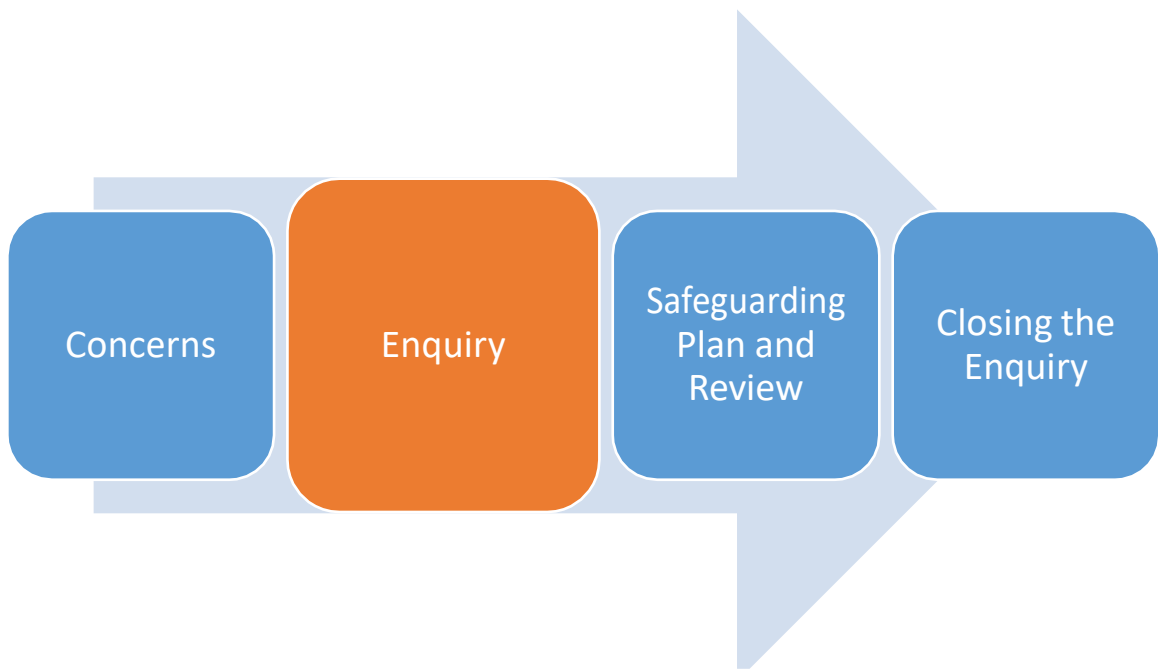 Concerns
Enquiry
Safeguarding
Plan and
Review
Closing the
Enquiry